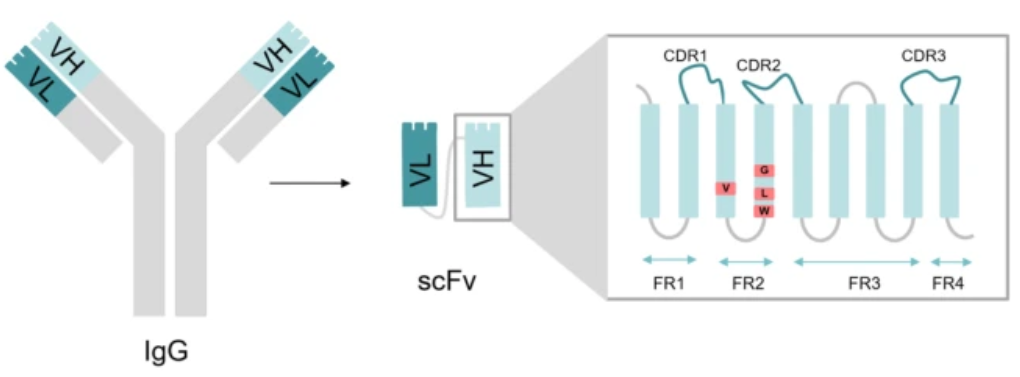 VH
VL
VH
VL
IgG
VL
VH
scFv
CDR1
CDR2
CDR3
V
G
L
W
FR1
FR2
FR3
FR4